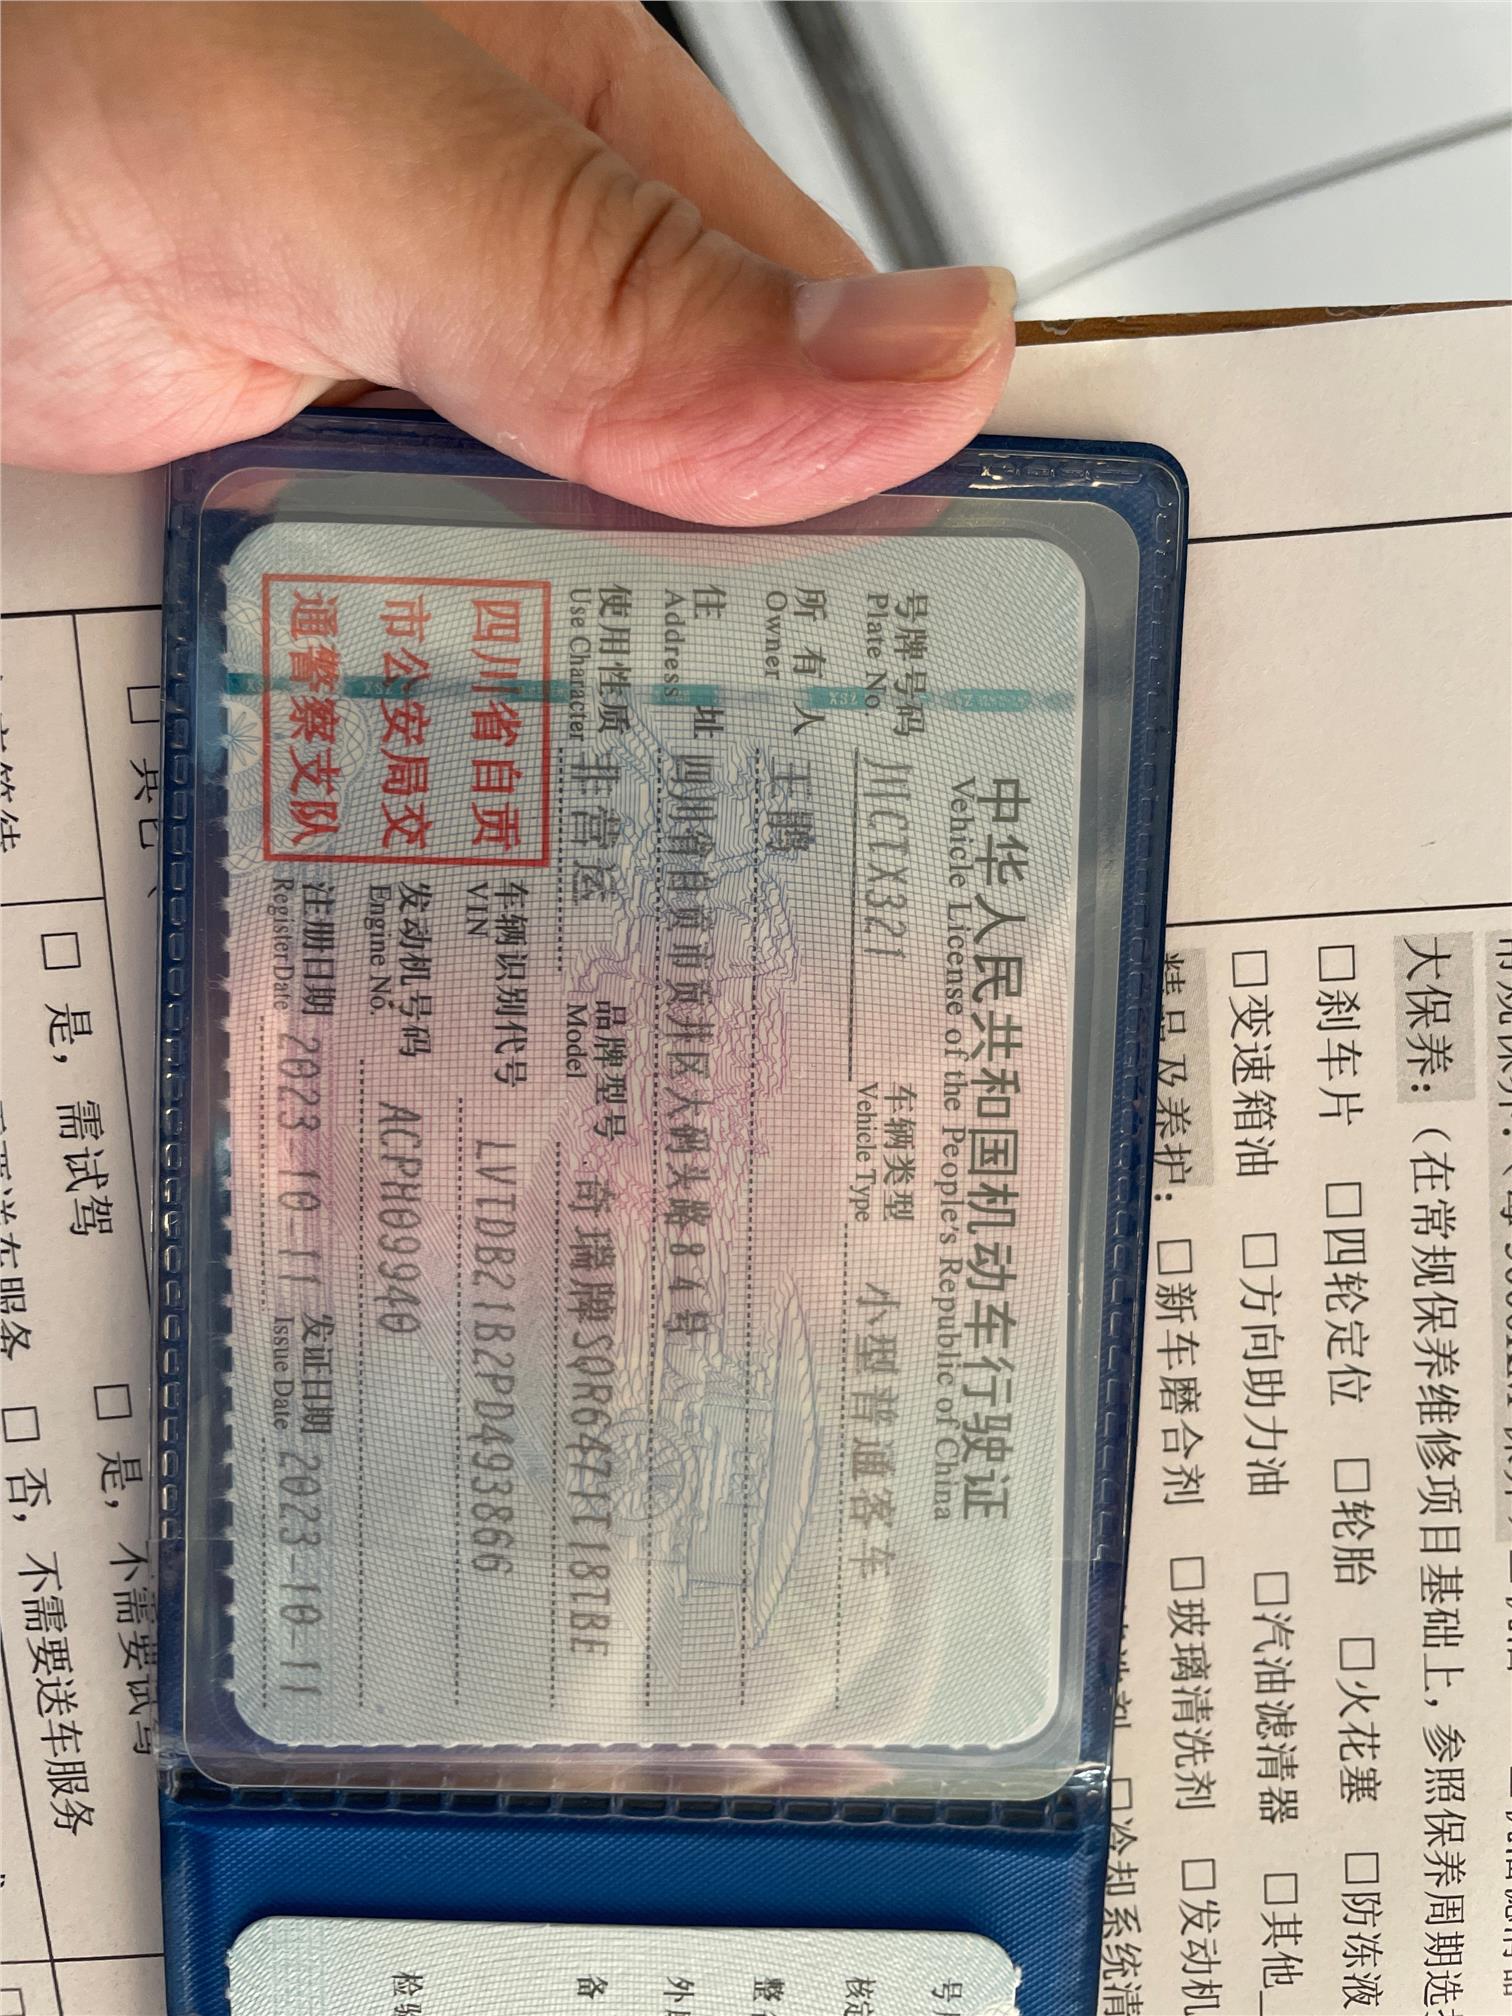 中华人民共和国机动车行驶证
Vehicle License of the People's Republic of China
号牌号码 川CTX321 车辆类型 小型普通客车
Plate No. Vehicle Type
所有人 王鹏
Owner
住址 四川省自贡市贡井区大码头路84号
Address
使用性质 非营运 品牌型号 奇瑞牌SQR6471T18TBE
Use Character Model
四川省自贡
市公安局交
通警察支队
车辆识别代号 LVTDB21B2PD493866
VIN
发动机号码 ACPH09940
Engine No.
注册日期 2023-10-11 发证日期 2023-10-11
Register Date Issue Date
大保养：（在常规保养维修项目基础上，参照保养周期选
□刹车片 □四轮定位 □轮胎 □火花塞 □防冻液
□变速箱油 □方向助力油 □汽油滤清器 □其他
精品及养护：□新车磨合剂 □玻璃清洗剂 □发动机
□冷却系统清
□ 是，不需要试驾
□ 是，需试驾
□ 否，不需要送车服务